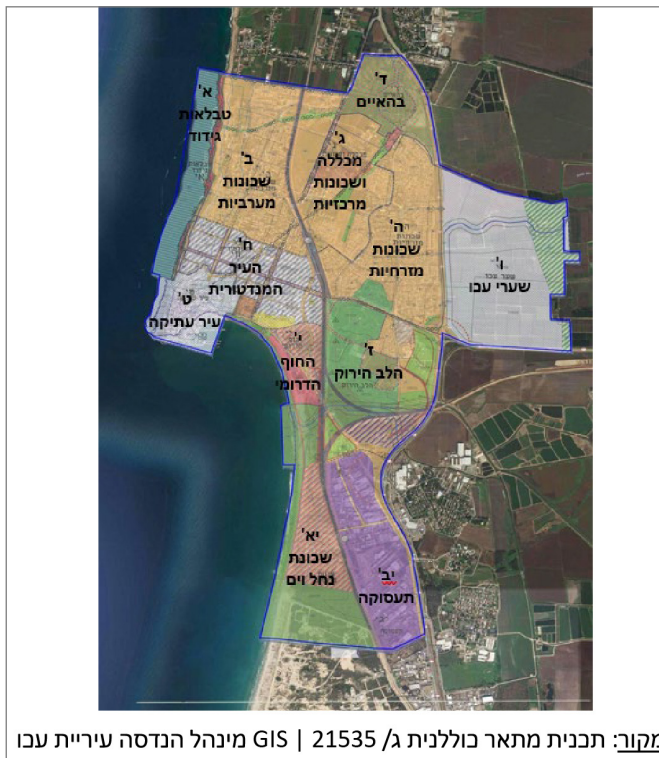 ד'
בהאיים
א'
טבלאות
גידוד
ג'
מכללה
ושכונות
מרכזיות
ב'
שכונות
מערביות
ה'
שכונות
מזרחיות
ו'
שערי עכו
ח'
העיר
המנדטורית
ט'
עיר עתיקה
י'
החוף
הדרומי
ז'
הלב הירוק
יא'
שכונת
נחל וים
יב'
תעסוקה
מקור: תכנית מתאר כוללנית ג/ 21535 | GIS מינהל הנדסה עיריית עכו